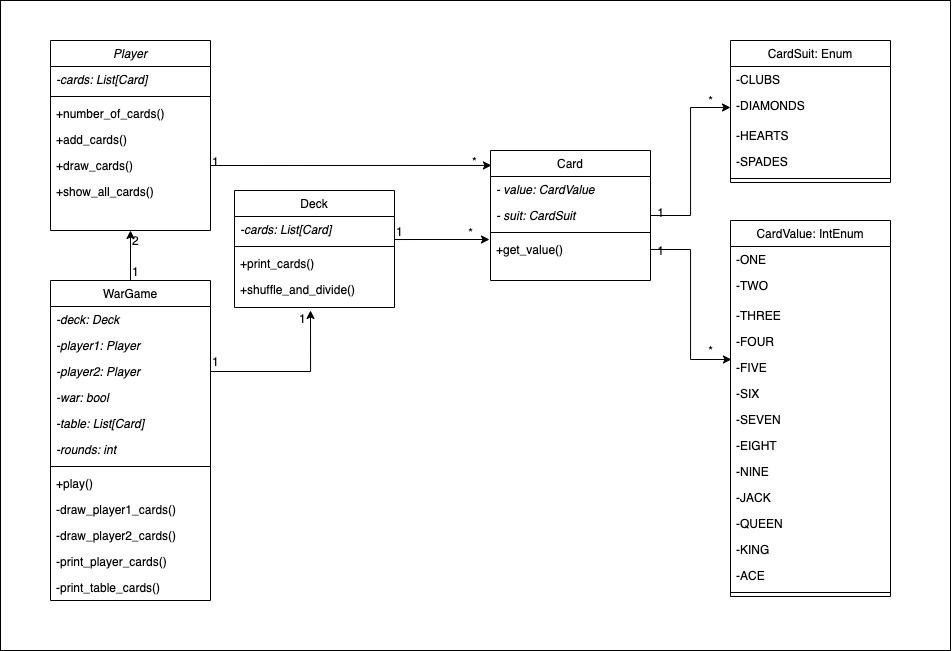 Player
-cards: List[Card]
+number_of_cards()
+add_cards()
+draw_cards()
+show_all_cards()
1
*
2
1
WarGame
-deck: Deck
-player1: Player
-player2: Player
-war: bool
-table: List[Card]
-rounds: int
+play()
-draw_player1_cards()
-draw_player2_cards()
-print_player_cards()
-print_table_cards()
1
1
Deck
-cards: List[Card]
+print_cards()
+shuffle_and_divide()
1
*
Card
- value: CardValue
- suit: CardSuit
+get_value()
1
*
1
*
CardSuit: Enum
-CLUBS
-DIAMONDS
-HEARTS
-SPADES
CardValue: IntEnum
-ONE
-TWO
-THREE
-FOUR
-FIVE
-SIX
-SEVEN
-EIGHT
-NINE
-JACK
-QUEEN
-KING
-ACE